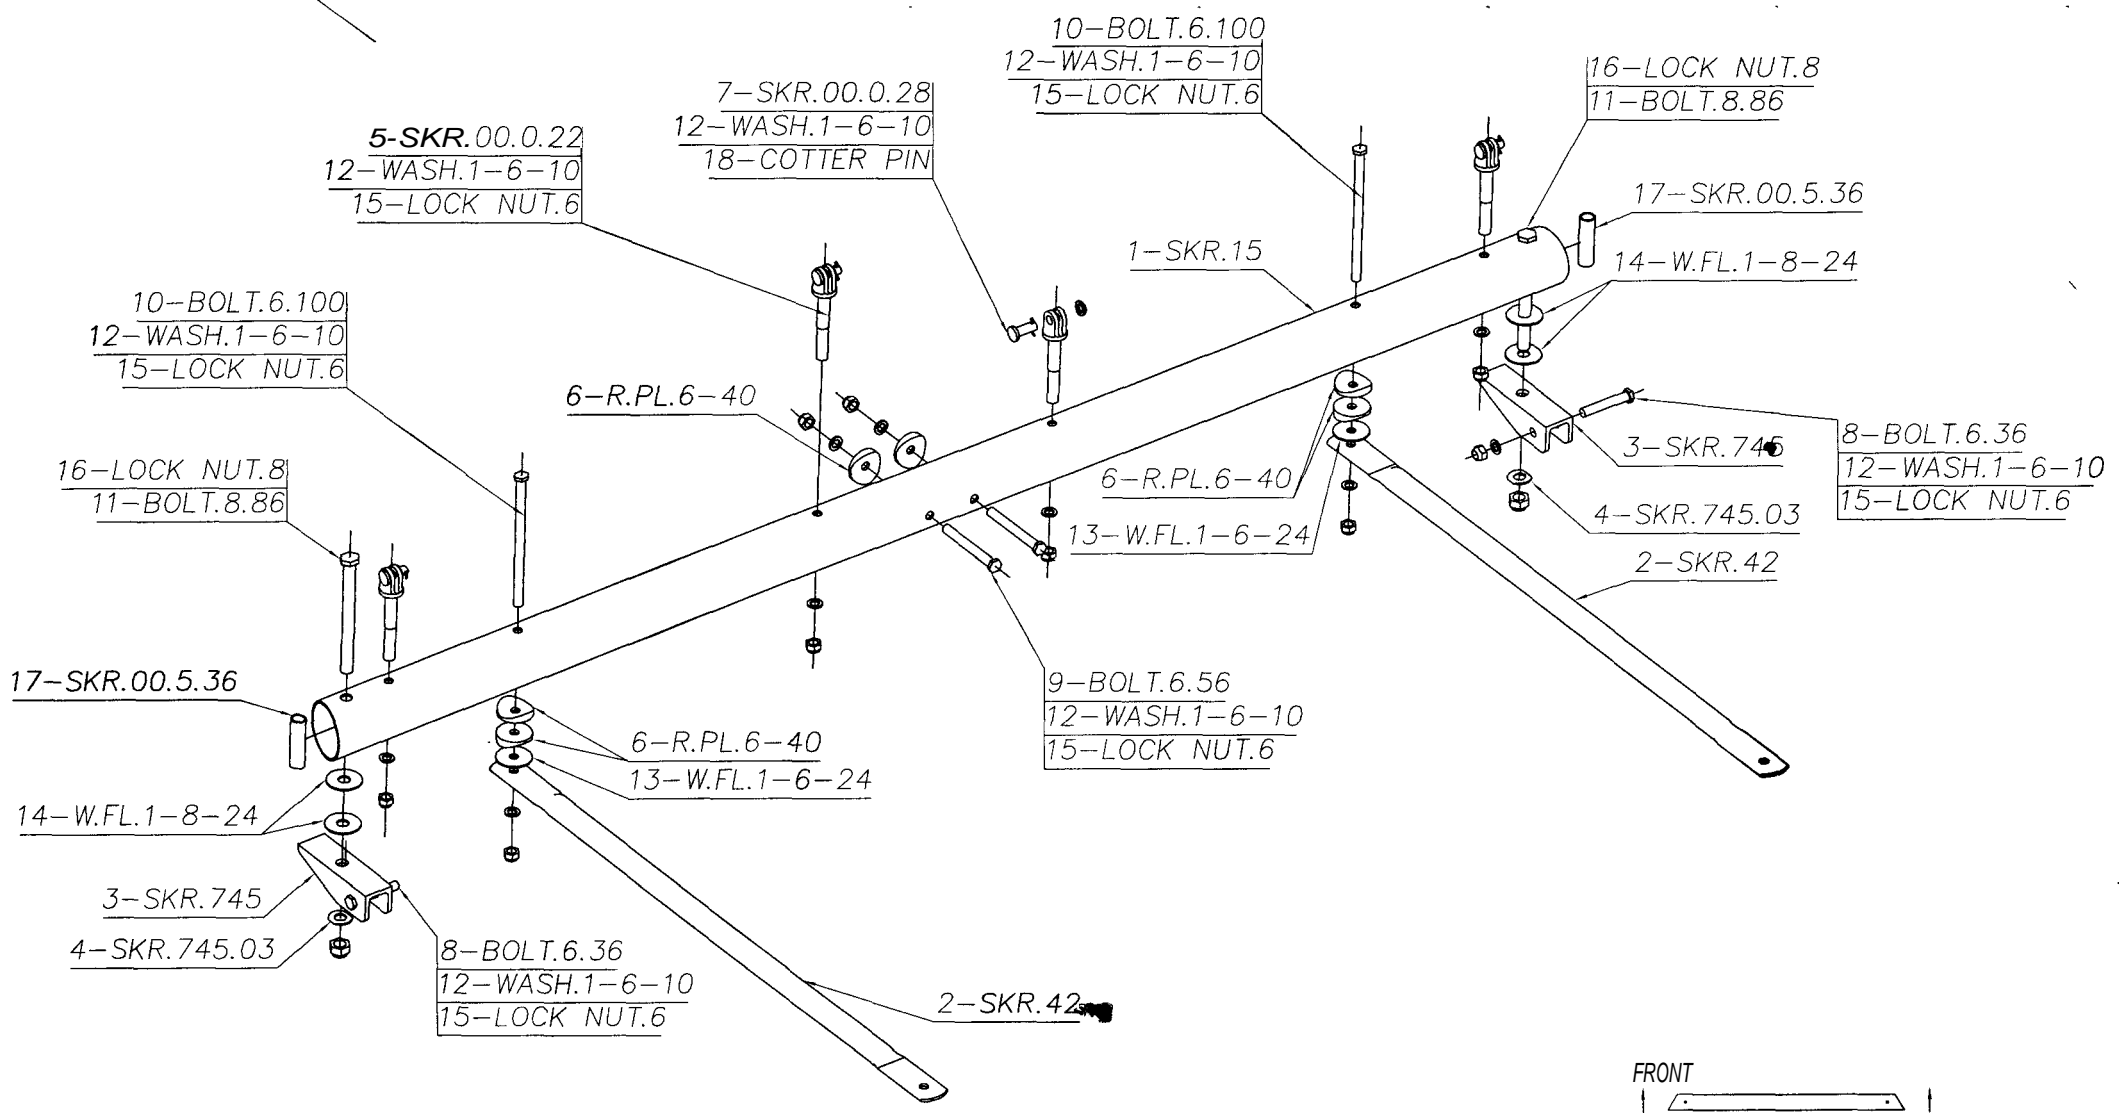 10-BOLT.6.100
12-WASH.1-6-10
15-LOCK NUT.6
16-LOCK NUT.8
11-BOLT.8.86
7-SKR.00.0.28
12-WASH.1-6-10
18-COTTER PIN
5-SKR.00.0.22
12-WASH.1-6-10
15-LOCK NUT.6
17-SKR.00.5.36
1-SKR.15
14-W.FL.1-8-24
10-BOLT.6.100
12-WASH.1-6-10
15-LOCK NUT.6
6-R.PL.6-40
16-LOCK NUT.8
11-BOLT.8.86
6-R.PL.6-40
3-SKR.745
8-BOLT.6.36
12-WASH.1-6-10
15-LOCK NUT.6
4-SKR.745.03
13-W.FL.1-6-24
2-SKR.42
17-SKR.00.5.36
9-BOLT.6.56
12-WASH.1-6-10
15-LOCK NUT.6
6-R.PL.6-40
13-W.FL.1-6-24
14-W.FL.1-8-24
3-SKR.745
4-SKR.745.03
8-BOLT.6.36
12-WASH.1-6-10
15-LOCK NUT.6
2-SKR.42
FRONT